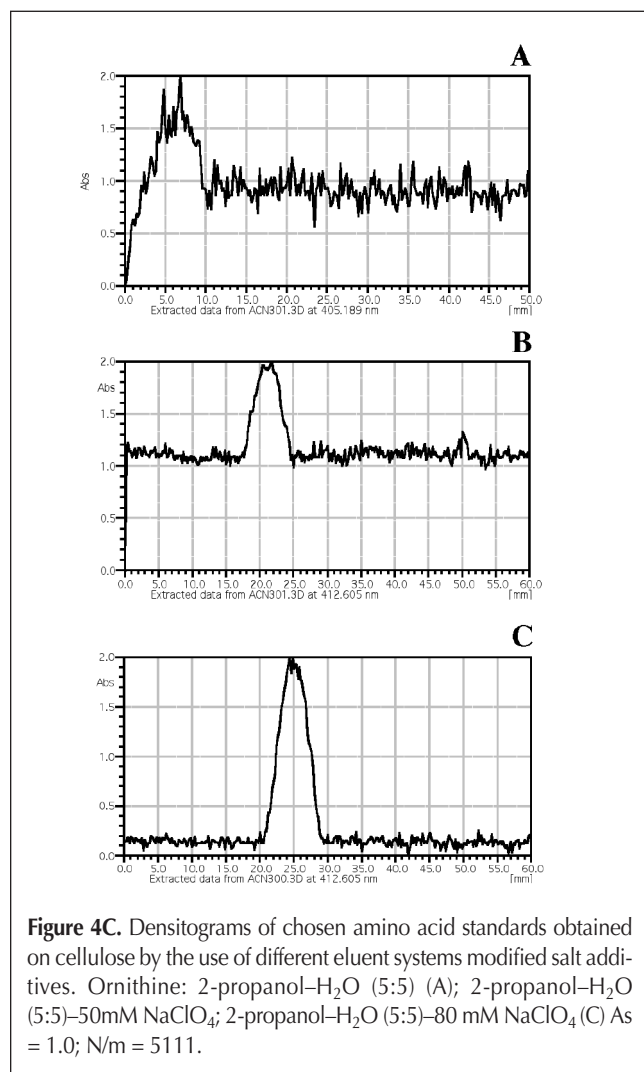 A
2.0
1.5
Abs
1.0
0.5
0.0
0.0 5.0 10.0 15.0 20.0 25.0 30.0 35.0 40.0 45.0 50.0
Extracted data from ACN301.3D at 405.189 nm [mm]
B
2.0
Abs
1.5
1.0
0.5
0.0
0.0 5.0 10.0 15.0 20.0 25.0 30.0 35.0 40.0 45.0 50.0 55.0 60.0
Extracted data from ACN301.3D at 412.605 nm [mm]
C
2.0
Abs
1.5
1.0
0.5
0.0
0.0 5.0 10.0 15.0 20.0 25.0 30.0 35.0 40.0 45.0 50.0 55.0 60.0
Extracted data from ACN300.3D at 412.605 nm [mm]
Figure 4C. Densitograms of chosen amino acid standards obtained
on cellulose by the use of different eluent systems modified salt addi-
tives. Ornithine: 2-propanol–H₂O (5:5) (A); 2-propanol–H₂O
(5:5)–50mM NaClO₄; 2-propanol–H₂O (5:5)–80 mM NaClO₄ (C) As
= 1.0; N/m = 5111.